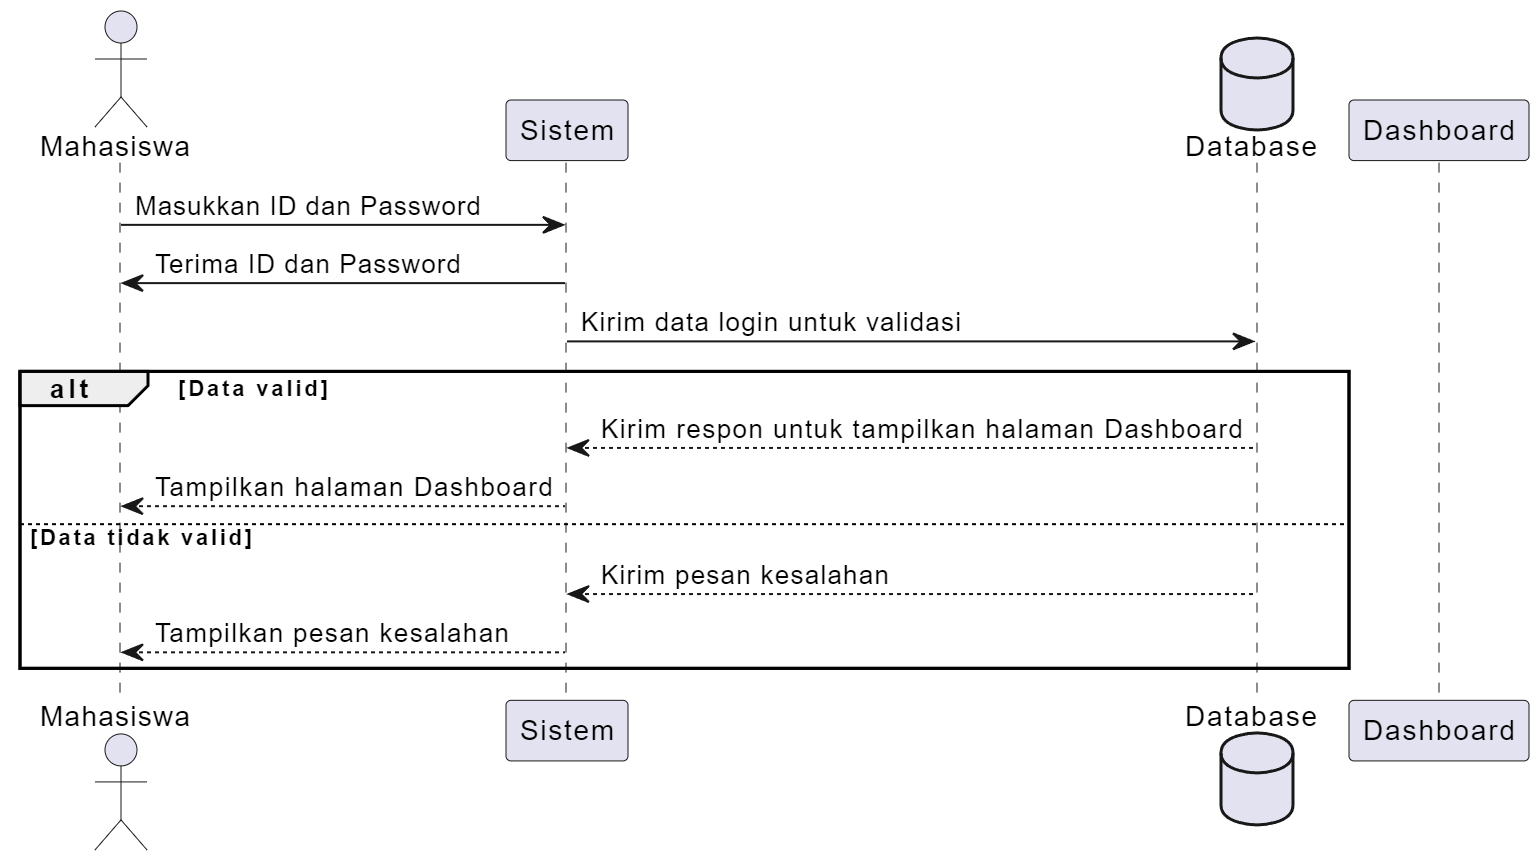 Mahasiswa
Sistem
Database
Dashboard
Masukkan ID dan Password
Terima ID dan Password
Kirim data login untuk validasi
alt [Data valid]
Kirim respon untuk tampilkan halaman Dashboard
Tampilkan halaman Dashboard
[Data tidak valid]
Kirim pesan kesalahan
Tampilkan pesan kesalahan
Mahasiswa
Sistem
Database
Dashboard